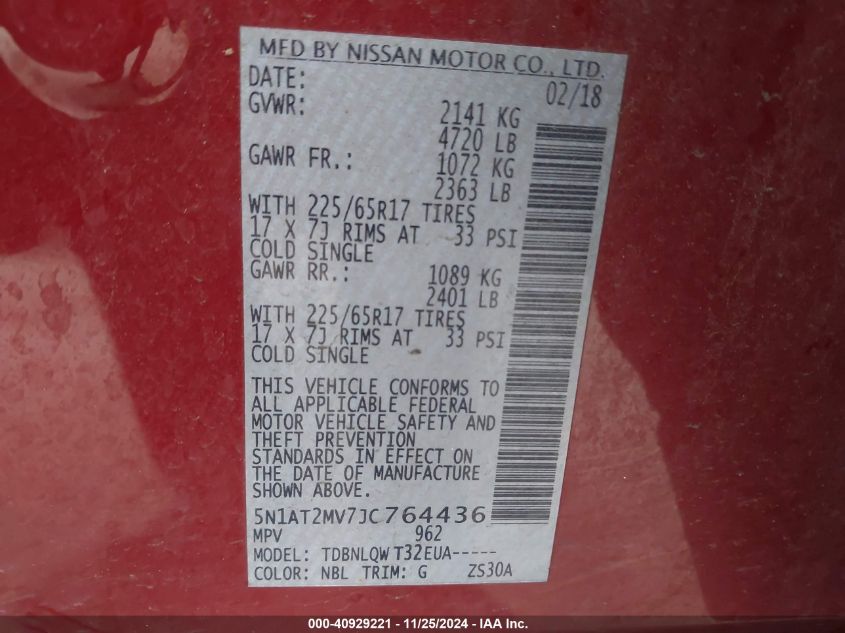 MFD BY NISSAN MOTOR CO., LTD.
DATE: 02/18
GVWR: 2141 KG
4720 LB
GAWR FR.: 1072 KG
2363 LB
WITH 225/65R17 TIRES
17 X 7J RIMS AT 33 PSI
COLD SINGLE
GAWR RR.: 1089 KG
2401 LB
WITH 225/65R17 TIRES
17 X 7J RIMS AT 33 PSI
COLD SINGLE
THIS VEHICLE CONFORMS TO
ALL APPLICABLE FEDERAL
MOTOR VEHICLE SAFETY AND
THEFT PREVENTION
STANDARDS IN EFFECT ON
THE DATE OF MANUFACTURE
SHOWN ABOVE.
5N1AT2MV7JC764436
MPV 962
MODEL: TDBNLQW T32EUA-----
COLOR: NBL TRIM: G ZS30A
000-40929221 - 11/25/2024 - IAA Inc.